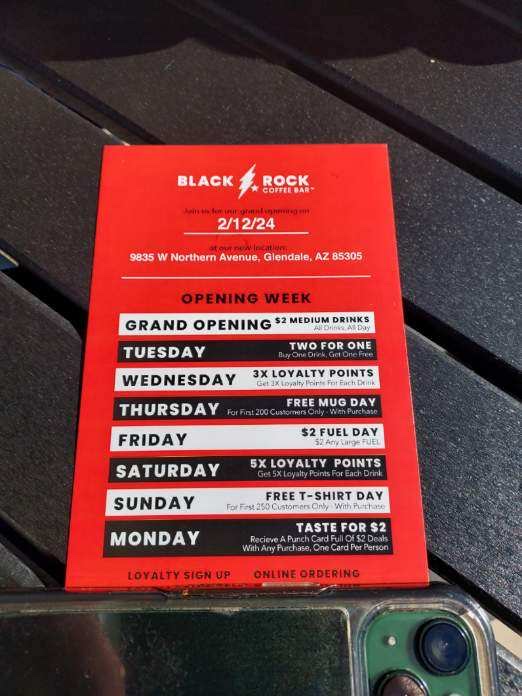 BLACK ROCK
COFFEE BAR™
Join us for our grand opening on
2/12/24
at our new location:
9835 W Northern Avenue, Glendale, AZ 85305
OPENING WEEK
GRAND OPENING $2 MEDIUM DRINKS
All Drinks, All Day
TUESDAY TWO FOR ONE
Buy One Drink, Get One Free
WEDNESDAY 3X LOYALTY POINTS
Get 3X Loyalty Points For Each Drink
THURSDAY FREE MUG DAY
For First 200 Customers Only - With Purchase
FRIDAY $2 FUEL DAY
$2 Any Large FUEL
SATURDAY 5X LOYALTY POINTS
Get 5X Loyalty Points For Each Drink
SUNDAY FREE T-SHIRT DAY
For First 250 Customers Only - With Purchase
MONDAY TASTE FOR $2
Recieve A Punch Card Full Of $2 Deals
With Any Purchase, One Card Per Person
LOYALTY SIGN UP ONLINE ORDERING